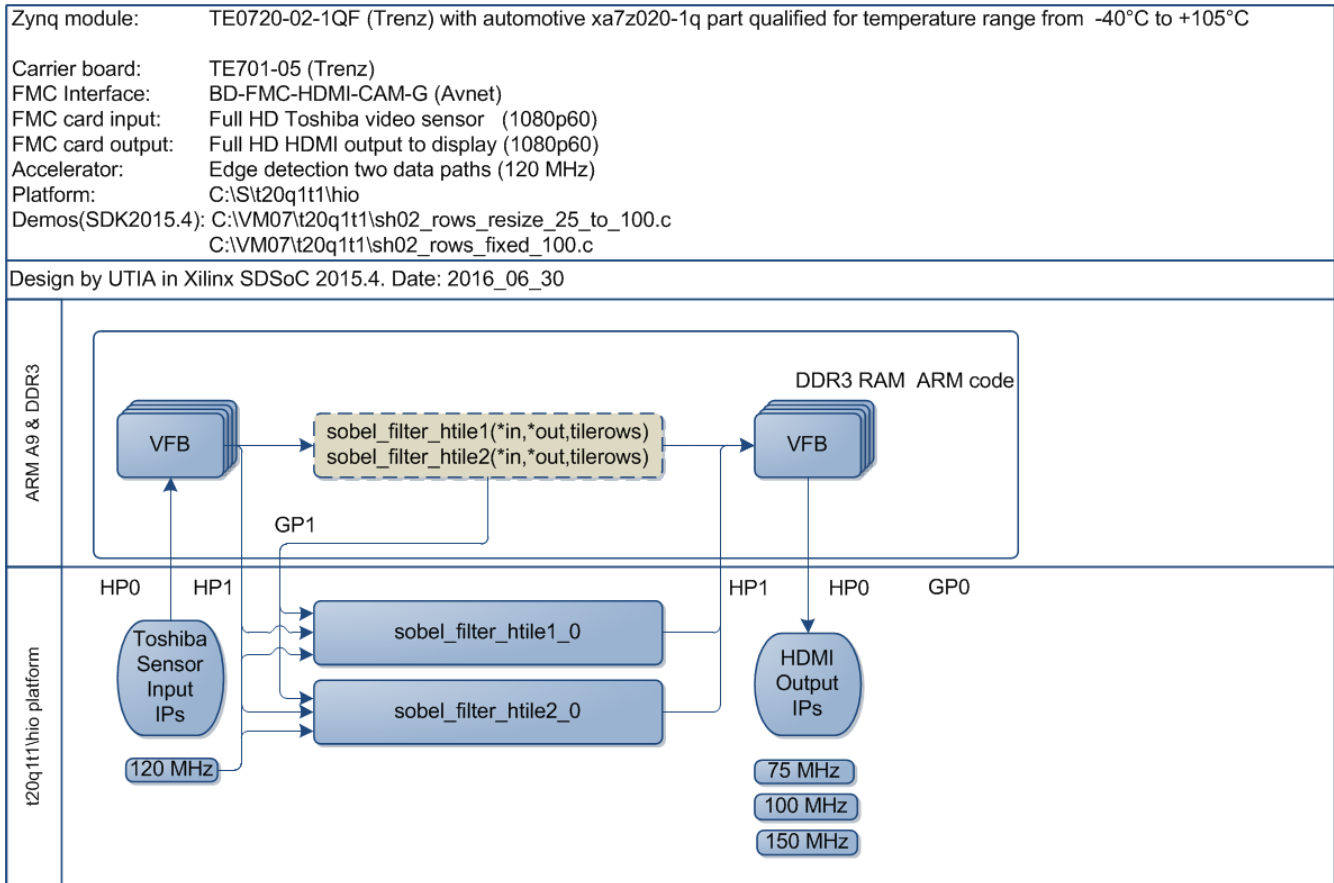 Zynq module: TE0720-02-1QF (Trenz) with automotive xa7z020-1q part qualified for temperature range from -40°C to +105°C
Carrier board: TE701-05 (Trenz)
FMC Interface: BD-FMC-HDMI-CAM-G (Avnet)
FMC card input: Full HD Toshiba video sensor (1080p60)
FMC card output: Full HD HDMI output to display (1080p60)
Accelerator: Edge detection two data paths (120 MHz)
Platform: C:\S\t20q1t1\hio
Demos(SDK2015.4): C:\VM07\t20q1t1\sh02_rows_resize_25_to_100.c
C:\VM07\t20q1t1\sh02_rows_fixed_100.c
Design by UTIA in Xilinx SDSoC 2015.4. Date: 2016_06_30
ARM A9 & DDR3
DDR3 RAM ARM code
VFB
sobel_filter_htile1(*in,*out,tilerows)
sobel_filter_htile2(*in,*out,tilerows)
VFB
GP1
t20q1t1\hio platform
HP0
HP1
HP1
HP0
GP0
Toshiba
Sensor
Input
IPs
sobel_filter_htile1_0
sobel_filter_htile2_0
HDMI
Output
IPs
120 MHz
75 MHz
100 MHz
150 MHz